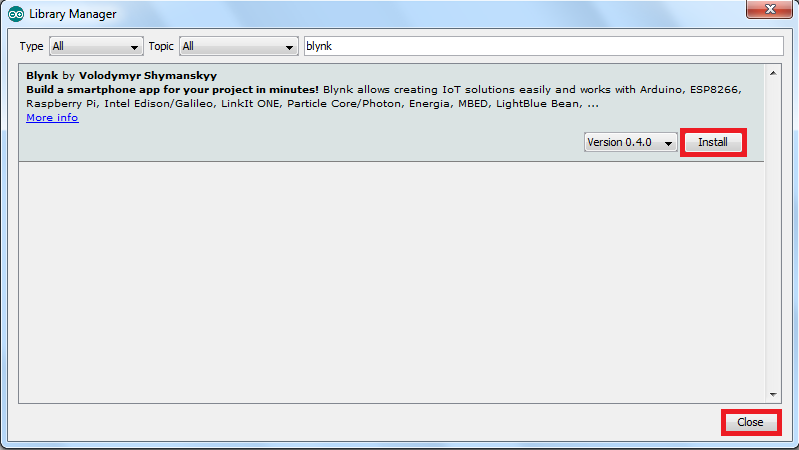 Library Manager
Type All Topic All blynk
Blynk by Volodymyr Shymanskyy
Build a smartphone app for your project in minutes! Blynk allows creating IoT solutions easily and works with Arduino, ESP8266,
Raspberry Pi, Intel Edison/Galileo, LinkIt ONE, Particle Core/Photon, Energia, MBED, LightBlue Bean, ...
More info
Version 0.4.0 Install
Close